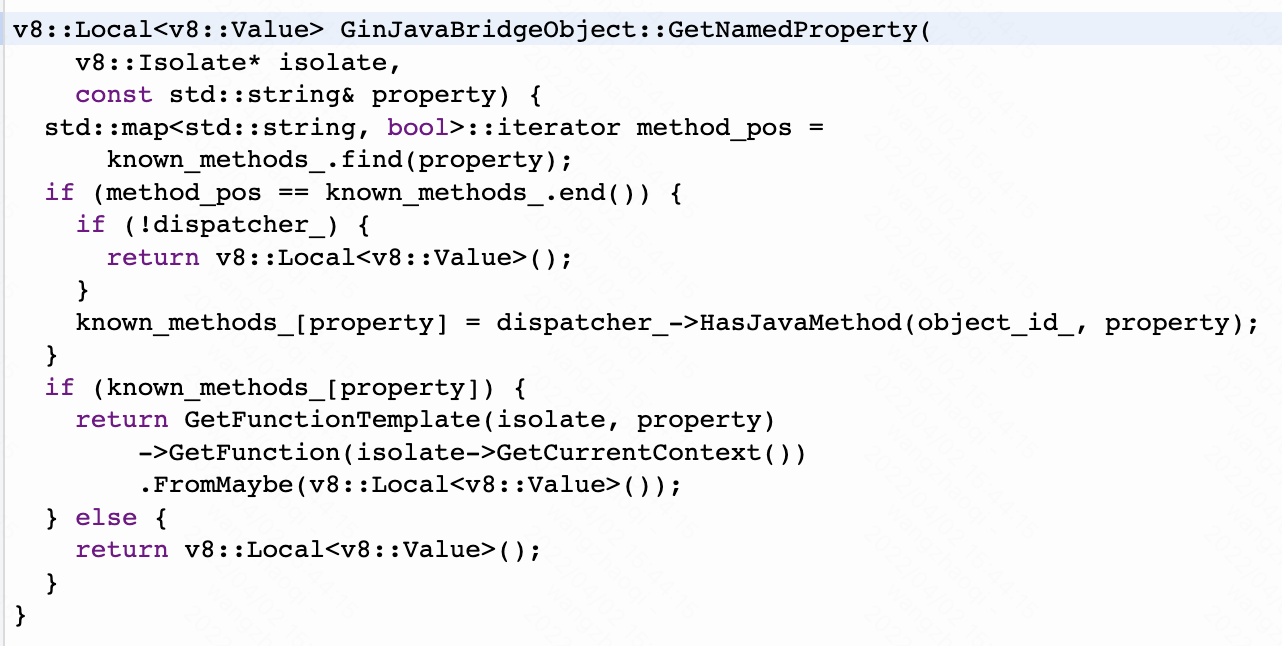 v8::Local<v8::Value> GinJavaBridgeObject::GetNamedProperty(
    v8::Isolate* isolate,
    const std::string& property) {
  std::map<std::string, bool>::iterator method_pos =
      known_methods_.find(property);
  if (method_pos == known_methods_.end()) {
    if (!dispatcher_) {
      return v8::Local<v8::Value>();
    }
    known_methods_[property] = dispatcher_->HasJavaMethod(object_id_, property);
  }
  if (known_methods_[property]) {
    return GetFunctionTemplate(isolate, property)
        ->GetFunction(isolate->GetCurrentContext())
        .FromMaybe(v8::Local<v8::Value>());
  } else {
    return v8::Local<v8::Value>();
  }
}